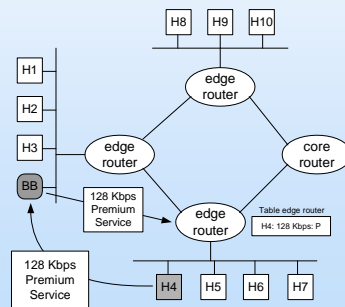 H8
H9
H10
H1
H2
H3
BB
edge
router
edge
router
core
router
128 Kbps
Premium
Service
edge
router
Table edge router
H4: 128 Kbps: P
128 Kbps
Premium
Service
H4
H5
H6
H7